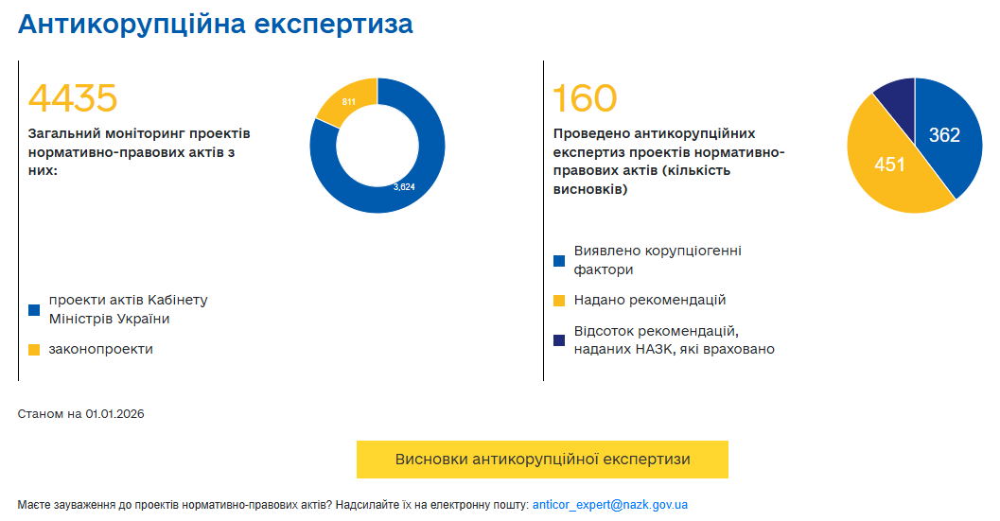 Антикорупційна експертиза
4435
Загальний моніторинг проектів
нормативно-правових актів з
них:
811
3,624
проекти актів Кабінету
Міністрів України
законопроекти
160
Проведено антикорупційних
експертиз проектів нормативно-
правових актів (кількість
висновків)
362
451
Виявлено корупціогенні
фактори
Надано рекомендацій
Відсоток рекомендацій,
наданих НАЗК, які враховано
Станом на 01.01.2026
Висновки антикорупційної експертизи
Маєте зауваження до проектів нормативно-правових актів? Надсилайте їх на електронну пошту: anticor_expert@nazk.gov.ua